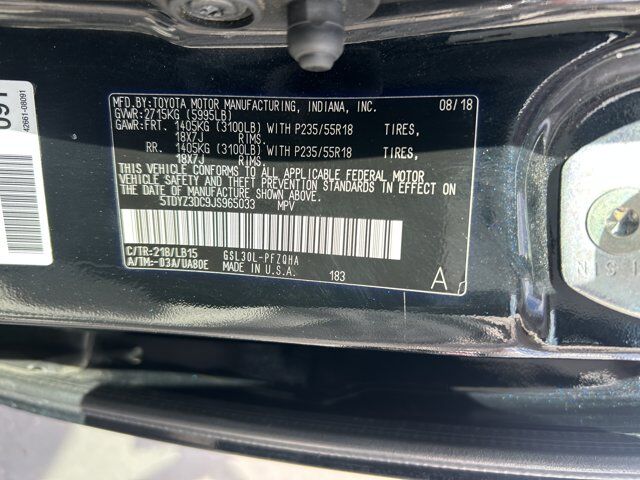 MFD.BY:TOYOTA MOTOR MANUFACTURING, INDIANA, INC. 08/18
GVWR:2715KG (5995LB)
GAWR:FRT. 1405KG (3100LB) WITH P235/55R18 TIRES,
18X7J RIMS.
RR. 1405KG (3100LB) WITH P235/55R18 TIRES,
18X7J RIMS.
THIS VEHICLE CONFORMS TO ALL APPLICABLE FEDERAL MOTOR
VEHICLE SAFETY AND THEFT PREVENTION STANDARDS IN EFFECT ON
THE DATE OF MANUFACTURE SHOWN ABOVE.
5TDYZ3DC9JS965033 MPV
C/TR:218/LB15 GSL30L-PFZQHA
A/TM:-03A/UA80E MADE IN U.S.A. 183 A
091
42661-08091